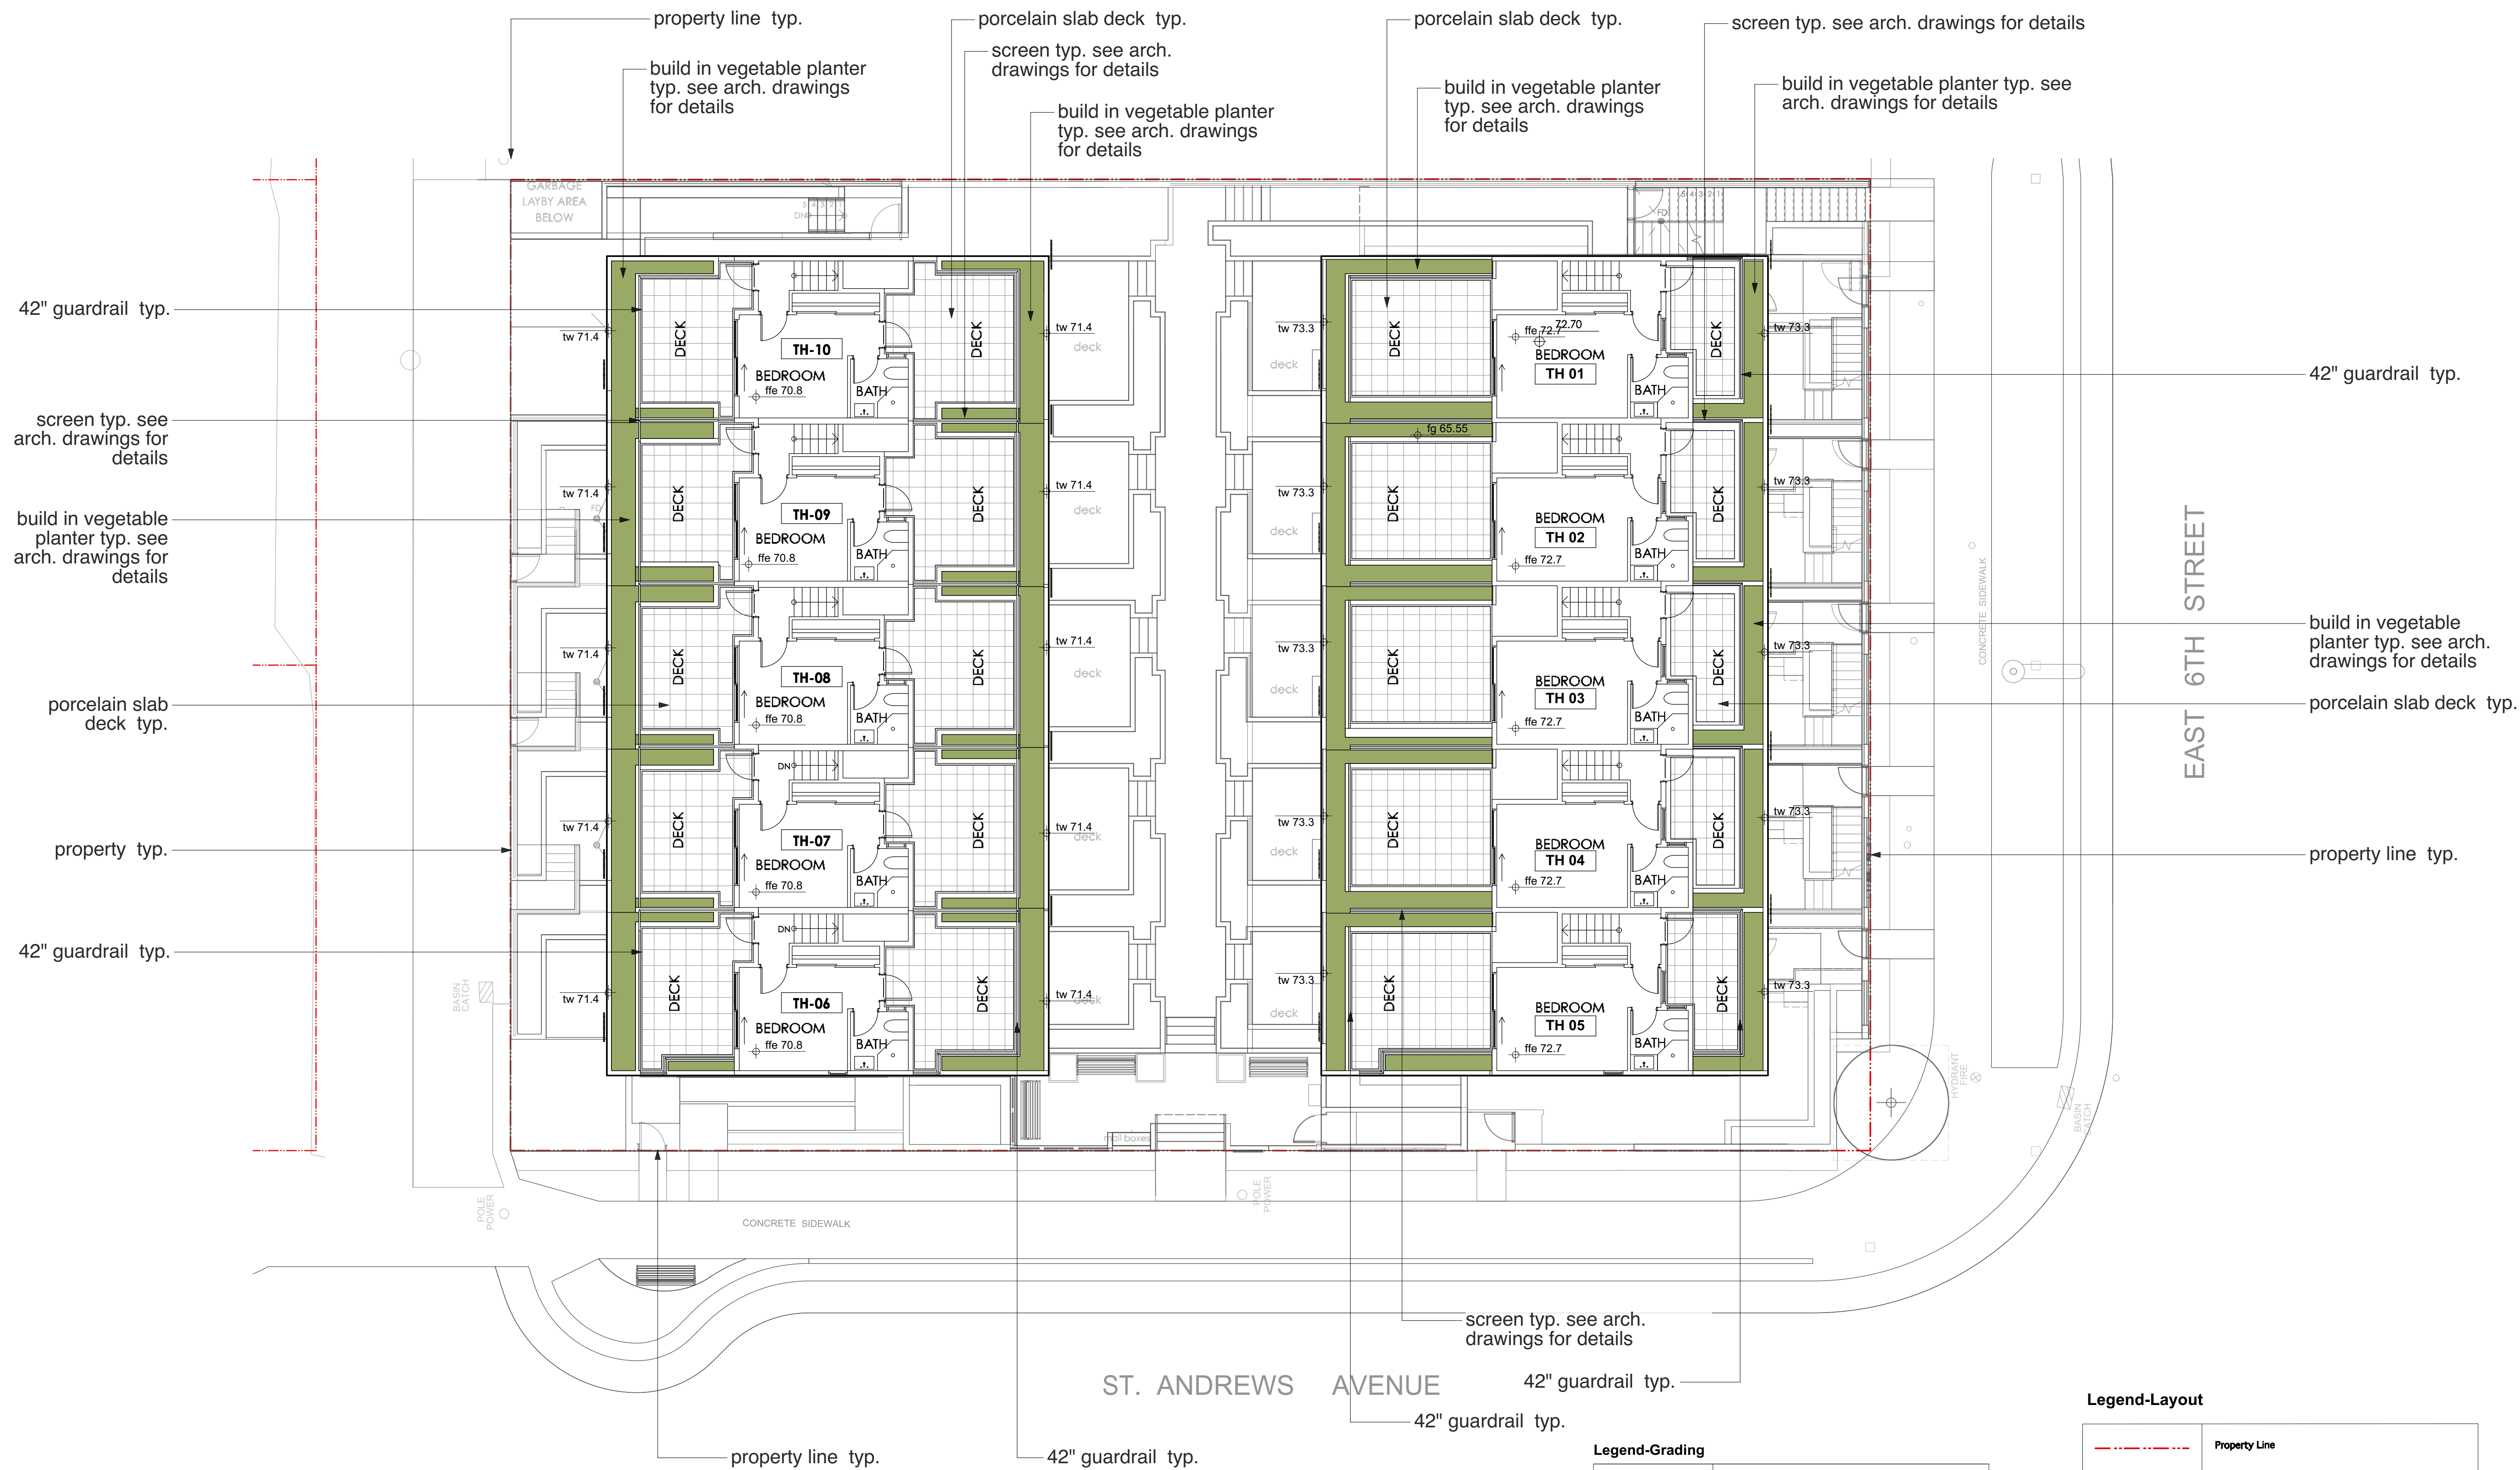 property line typ.
porcelain slab deck typ.
porcelain slab deck typ.
screen typ. see arch. drawings for details
screen typ. see arch.
drawings for details
build in vegetable planter
typ. see arch. drawings
for details
build in vegetable planter
typ. see arch. drawings
for details
build in vegetable planter typ. see
arch. drawings for details
build in vegetable planter
typ. see arch. drawings
for details
GARBAGE
LAYBY AREA
BELOW
5 4 3 2 1
DN
5 4 3 2 1
FD
42" guardrail typ.
tw 71.4
DECK
TH-10
BEDROOM
ffe 70.8
BATH
DECK
tw 71.4
deck
tw 73.3
deck
DECK
72.70
ffe 72.7
BEDROOM
TH 01
BATH
DECK
tw 73.3
42" guardrail typ.
screen typ. see
arch. drawings for
details
fg 65.55
tw 71.4
FD
DECK
TH-09
BEDROOM
ffe 70.8
BATH
DECK
tw 71.4
deck
tw 73.3
deck
DECK
BEDROOM
TH 02
ffe 72.7
BATH
DECK
tw 73.3
build in vegetable
planter typ. see
arch. drawings for
details
CONCRETE SIDEWALK
EAST 6TH STREET
tw 71.4
DECK
TH-08
BEDROOM
ffe 70.8
BATH
DECK
tw 71.4
deck
tw 73.3
deck
DECK
BEDROOM
TH 03
ffe 72.7
BATH
DECK
tw 73.3
build in vegetable
planter typ. see arch.
drawings for details
porcelain slab
deck typ.
porcelain slab deck typ.
DN
tw 71.4
DECK
TH-07
BEDROOM
ffe 70.8
BATH
DECK
tw 71.4
deck
tw 73.3
deck
DECK
BEDROOM
TH 04
ffe 72.7
BATH
DECK
tw 73.3
property typ.
property line typ.
42" guardrail typ.
DN
tw 71.4
DECK
TH-06
BEDROOM
ffe 70.8
BATH
DECK
tw 71.4
deck
tw 73.3
deck
DECK
BEDROOM
TH 05
ffe 72.7
BATH
DECK
tw 73.3
BASIN
CATCH
HYDRANT
FIRE
BASIN
CATCH
mail boxes
POLE
POWER
POLE
POWER
CONCRETE SIDEWALK
screen typ. see arch.
drawings for details
ST. ANDREWS AVENUE
42" guardrail typ.
42" guardrail typ.
property line typ.
42" guardrail typ.
Legend-Grading
Legend-Layout
Property Line